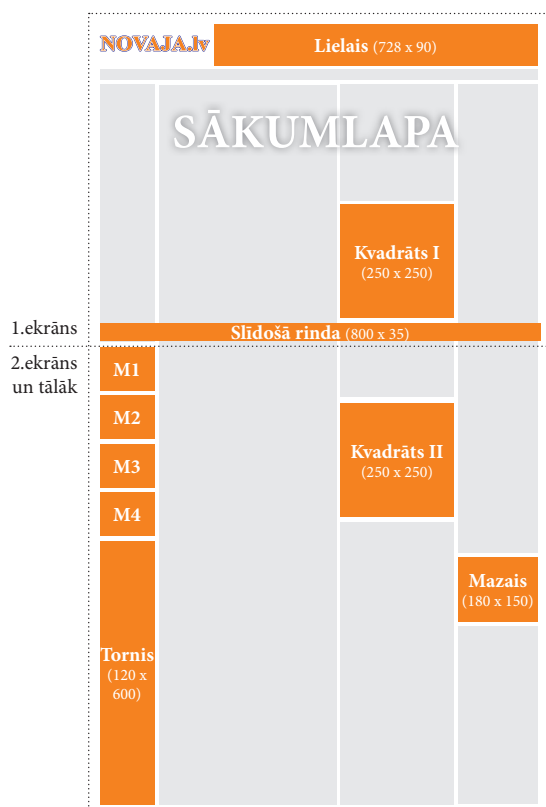 NOVAJA.lv
Lielais (728 x 90)
SĀKUMLAPA
Kvadrāts I
(250 x 250)
1.ekrāns
Slīdošā rinda (800 x 35)
2.ekrāns
un tālāk
M1
M2
M3
M4
Kvadrāts II
(250 x 250)
Mazais
(180 x 150)
Tornis
(120 x
600)